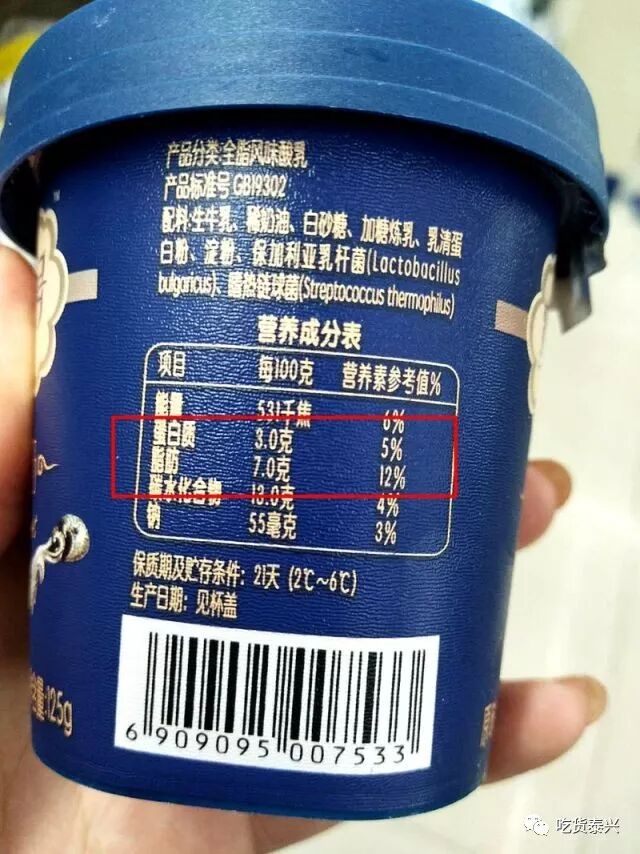 产品分类:全脂风味酸乳
产品标准号 GB19302
配料:生牛乳、稀奶油、白砂糖、加糖炼乳、乳清蛋
白粉、淀粉、保加利亚乳杆菌(Lactobacillus
bulgaricus)、嗜热链球菌(Streptococcus thermophilus)
营养成分表
项目 每100克 营养素参考值%
能量 531千焦 6%
蛋白质 3.0克 5%
脂肪 7.0克 12%
碳水化合物 13.0克 4%
钠 55毫克 3%
保质期及贮存条件: 21天 (2℃~6℃)
生产日期: 见杯盖
6 909095 007533
含量:125g
吃货泰兴